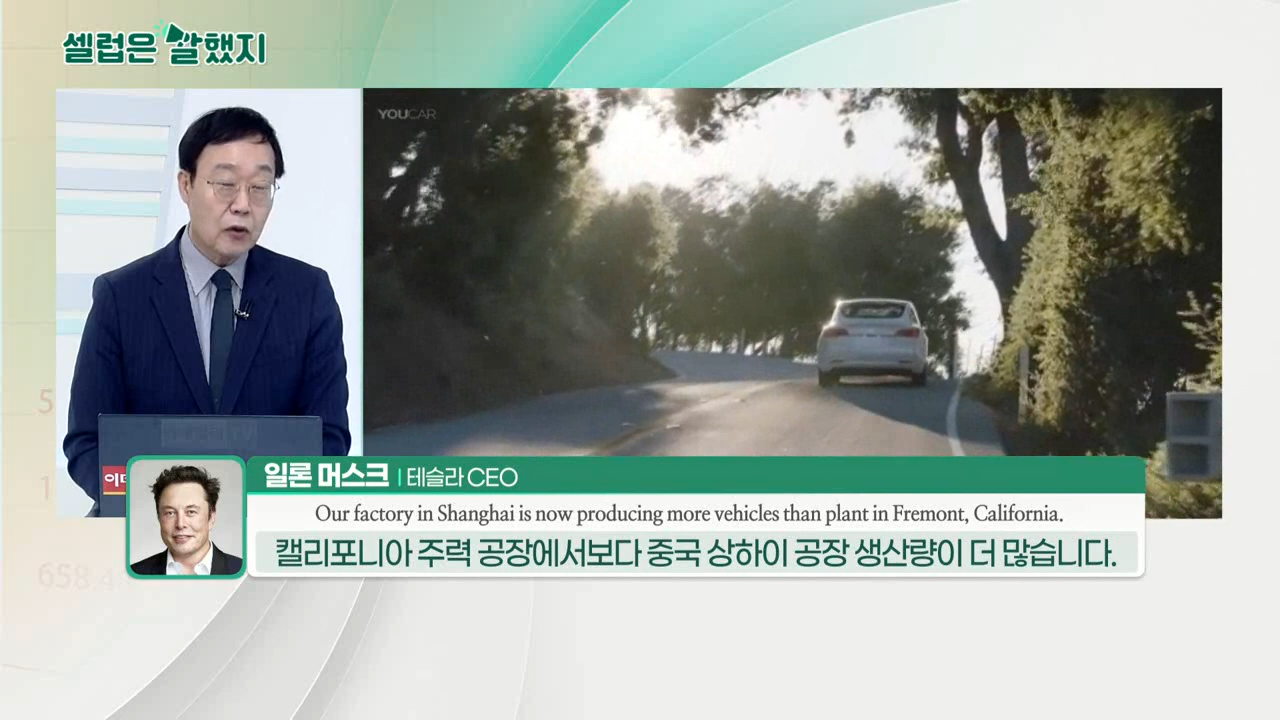 셀럽은 말했지
YOUCAR
일론 머스크 | 테슬라 CEO
Our factory in Shanghai is now producing more vehicles than plant in Fremont, California.
캘리포니아 주력 공장에서보다 중국 상하이 공장 생산량이 더 많습니다.